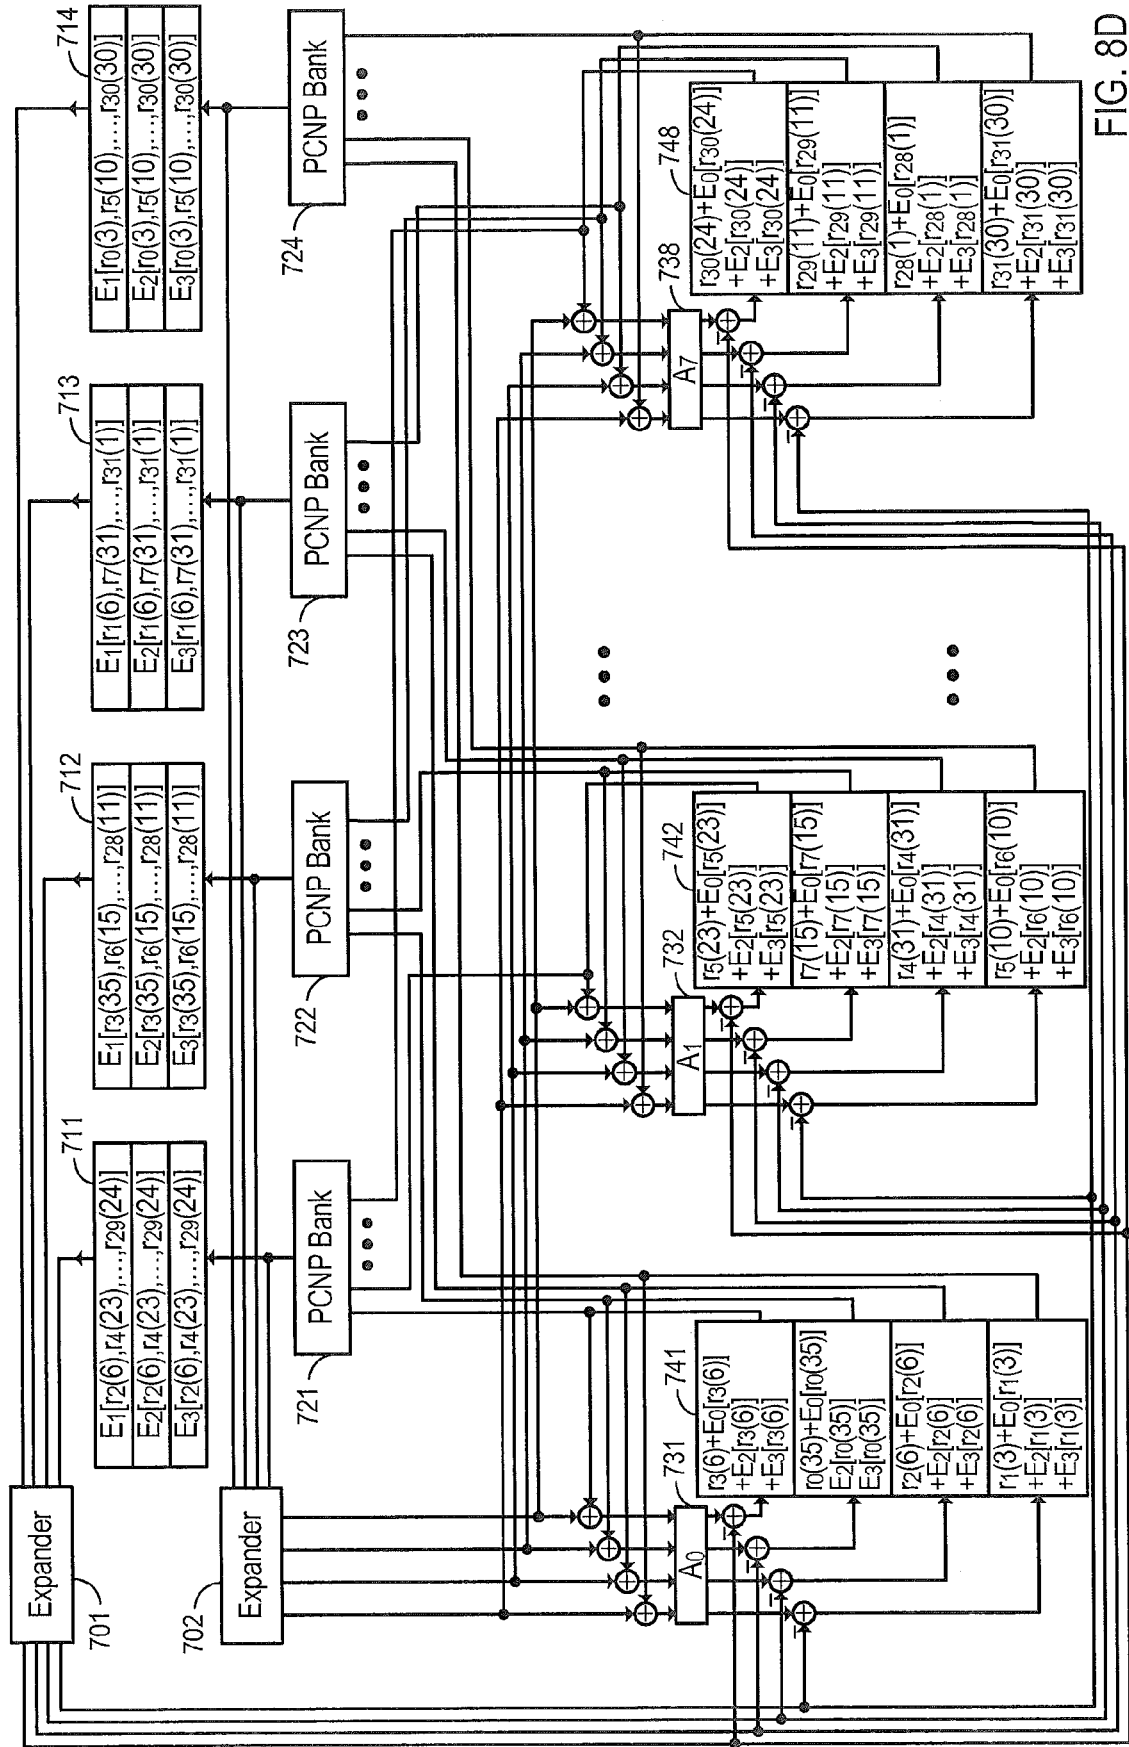 Expander
701
Expander
702
711
E1[r2(6),r4(23),...,r29(24)]
E2[r2(6),r4(23),...,r29(24)]
E3[r2(6),r4(23),...,r29(24)]
712
E1[r3(35),r6(15),...,r28(11)]
E2[r3(35),r6(15),...,r28(11)]
E3[r3(35),r6(15),...,r28(11)]
713
E1[r1(6),r7(31),...,r31(1)]
E2[r1(6),r7(31),...,r31(1)]
E3[r1(6),r7(31),...,r31(1)]
714
E1[r0(3),r5(10),...,r30(30)]
E2[r0(3),r5(10),...,r30(30)]
E3[r0(3),r5(10),...,r30(30)]
PCNP Bank
721
PCNP Bank
722
PCNP Bank
723
PCNP Bank
724
A0
731
741
r3(6)+E0[r3(6)]
+E2[r3(6)]
+E3[r3(6)]
r0(35)+E0[r0(35)]
E2[r0(35)]
E3[r0(35)]
r2(6)+E0[r2(6)]
+E2[r2(6)]
+E3[r2(6)]
r1(3)+E0[r1(3)]
+E2[r1(3)]
+E3[r1(3)]
A1
732
742
r5(23)+E0[r5(23)]
+E2[r5(23)]
+E3[r5(23)]
r7(15)+E0[r7(15)]
+E2[r7(15)]
+E3[r7(15)]
r4(31)+E0[r4(31)]
+E2[r4(31)]
+E3[r4(31)]
r5(10)+E0[r6(10)]
+E2[r6(10)]
+E3[r6(10)]
A7
738
748
r30(24)+E0[r30(24)]
+E2[r30(24)]
+E3[r30(24)]
r29(11)+E0[r29(11)]
+E2[r29(11)]
+E3[r29(11)]
r28(1)+E0[r28(1)]
+E2[r28(1)]
+E3[r28(1)]
r31(30)+E0[r31(30)]
+E2[r31(30)]
+E3[r31(30)]
FIG. 8D